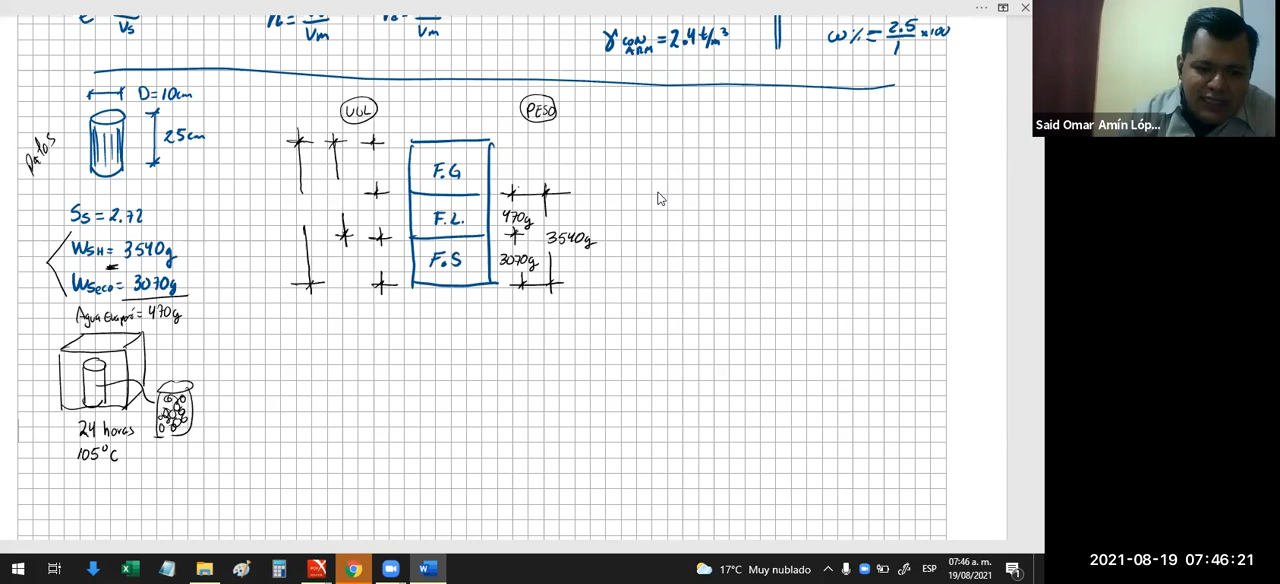 e
Vs
n =
Vm
Vm
γ CON ARM = 2.4 t/m³
ω% = 2.5/1 x100
Datos
D=10cm
25cm
Ss = 2.72
WSH = 3540g
Wseco = 3070g
Agua Evaporó = 470g
24 horas
105°C
VOL
PESO
F.G
F.L.
F.S
470g
3540g
3070g
Said Omar Amín Lóp...
17°C Muy nublado
ESP
07:46 a. m.
19/08/2021
2021-08-19 07:46:21